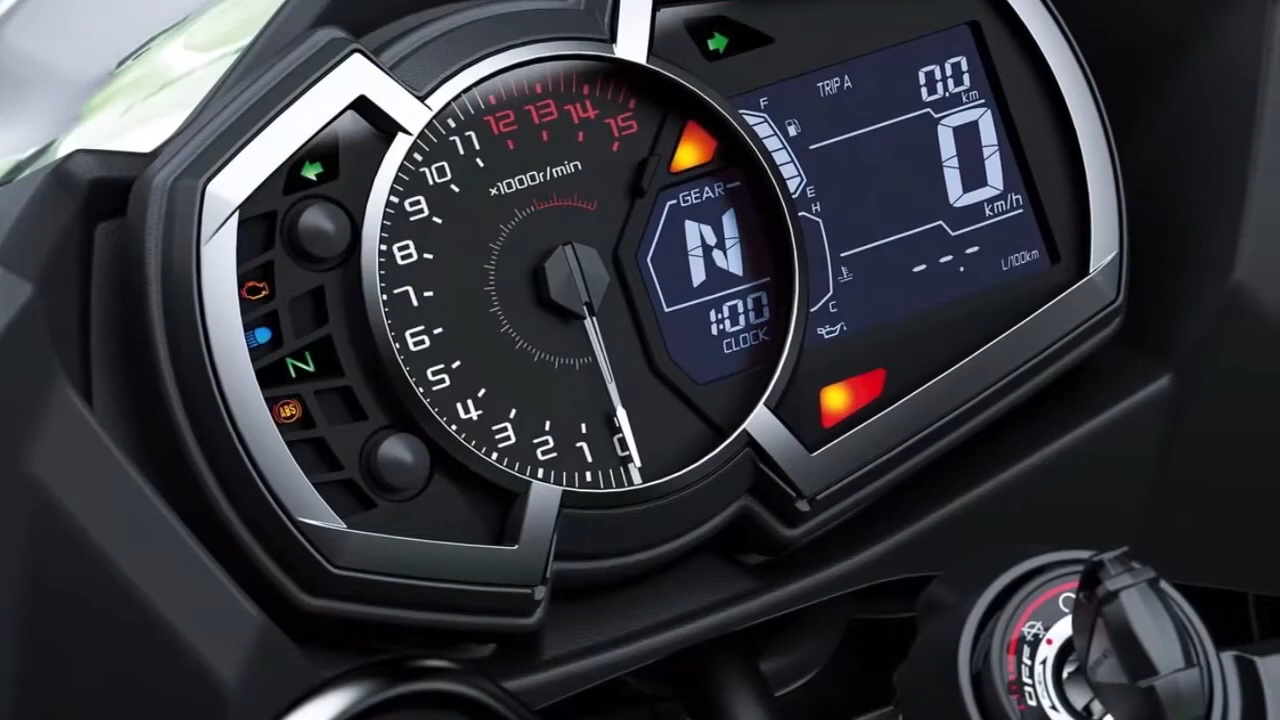 15
14
13
12
11
10
9
8
7
6
5
4
3
2
1
0
×1000r/min
GEAR
N
1:00
CLOCK
N
ABS
TRIP A
0.0
km
0
km/h
--.-
L/100km
F
E
H
C
OFF